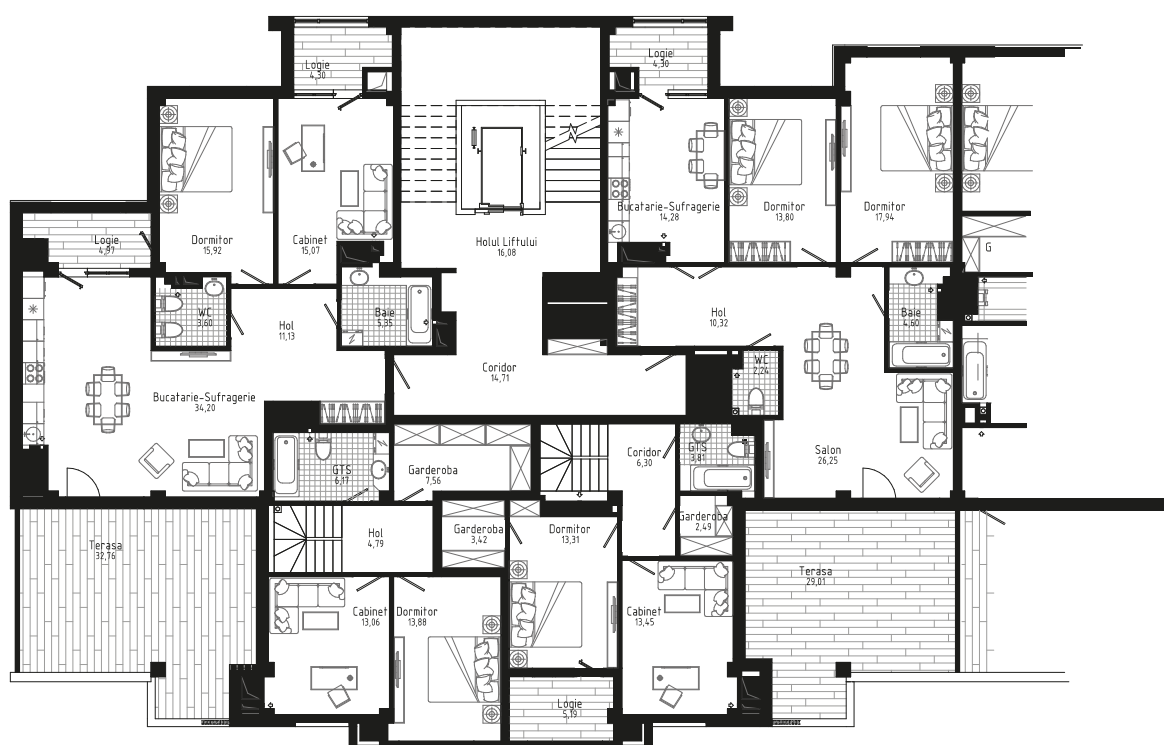 Logie
4,30
Logie
4,30
Logie
4,97
Dormitor
15,92
Cabinet
15,07
Holul Liftului
16,08
Bucatarie-Sufragerie
14,28
Dormitor
13,80
Dormitor
17,94
G
WC
3,60
Hol
11,13
Baie
5,35
Hol
10,32
Baie
4,60
Coridor
14,71
WC
2,24
Bucatarie-Sufragerie
34,20
Salon
26,25
GTS
6,17
Garderoba
7,56
Coridor
6,30
GTS
3,81
Hol
4,79
Garderoba
3,42
Dormitor
13,31
Garderoba
2,49
Terasa
32,76
Terasa
29,01
Cabinet
13,06
Dormitor
13,88
Cabinet
13,45
Logie
5,19